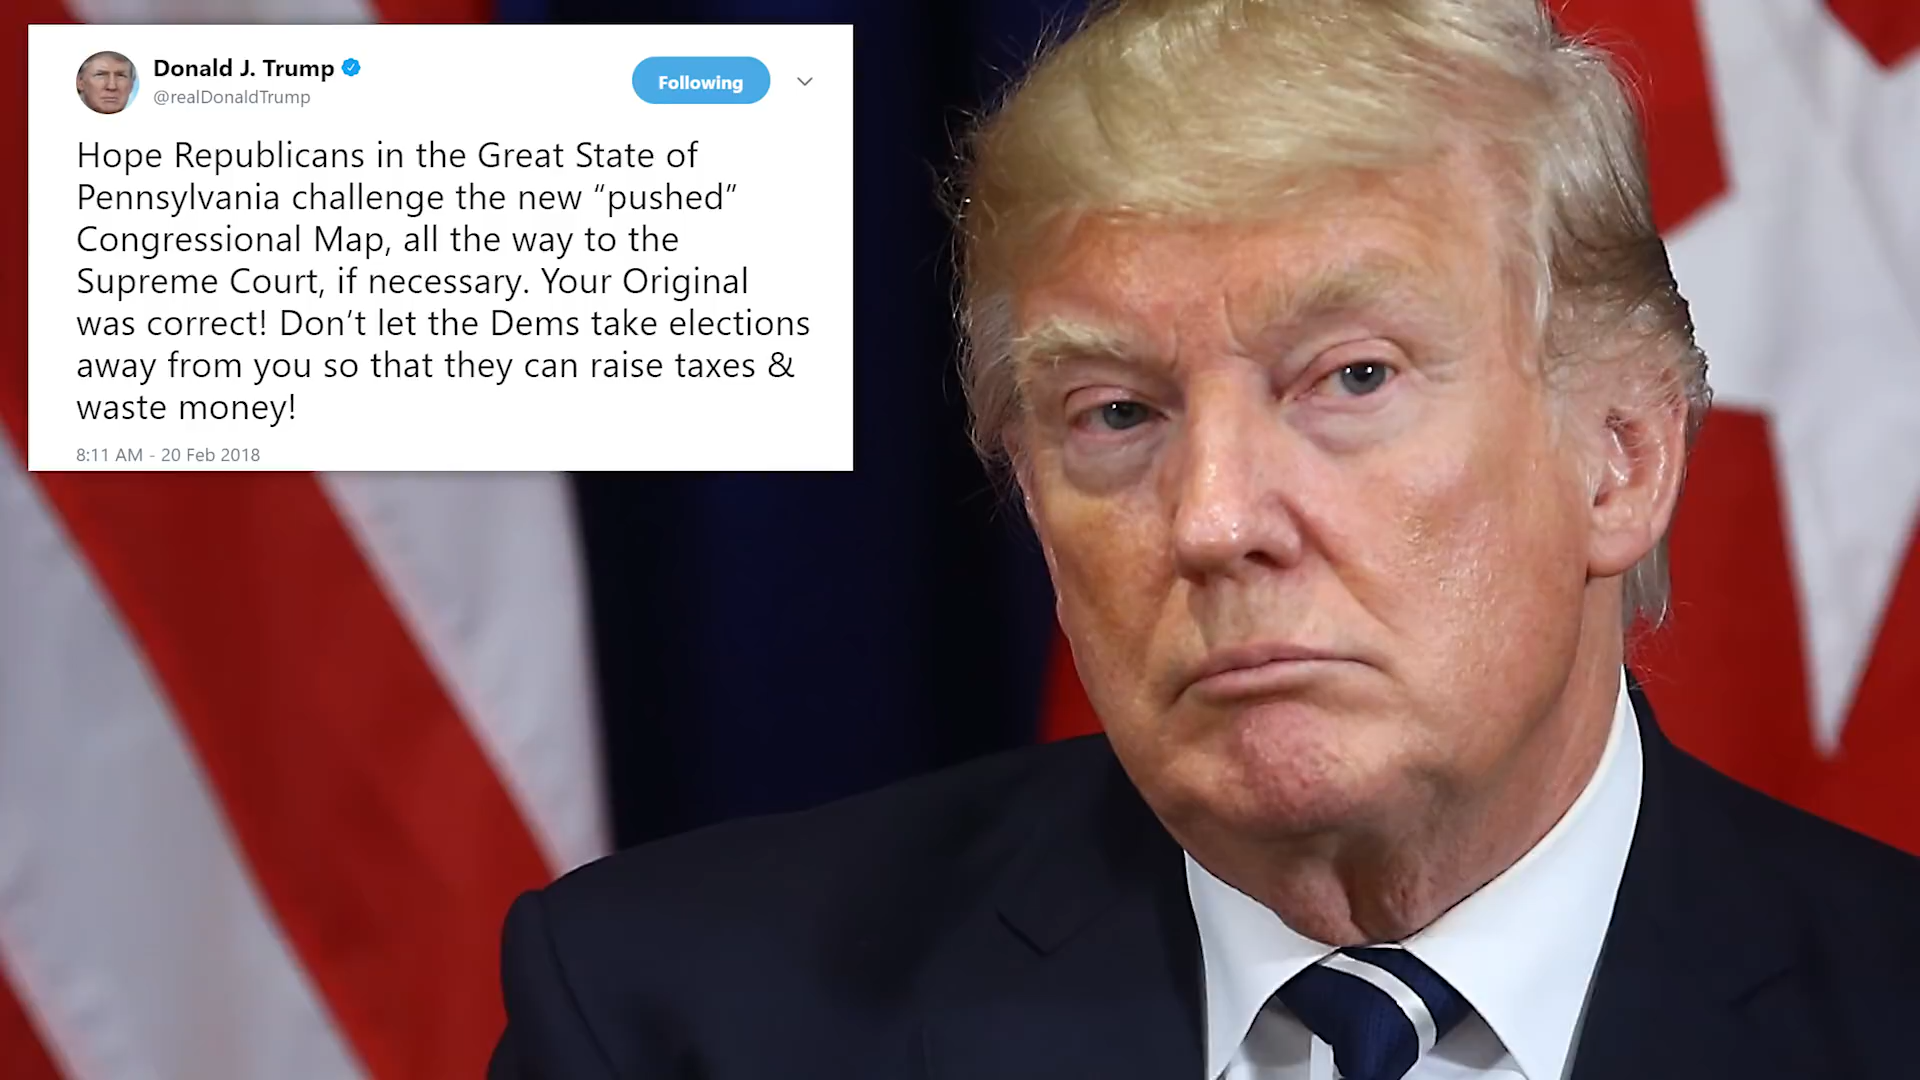 Donald J. Trump
@realDonaldTrump
Following
Hope Republicans in the Great State of
Pennsylvania challenge the new “pushed”
Congressional Map, all the way to the
Supreme Court, if necessary. Your Original
was correct! Don’t let the Dems take elections
away from you so that they can raise taxes &
waste money!
8:11 AM - 20 Feb 2018